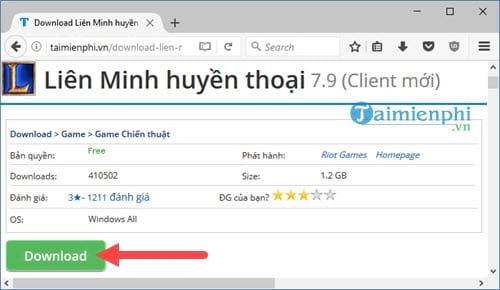 Download Liên Minh huyền
taimienphi.vn/download-lien-r
Search
Liên Minh huyền thoại 7.9 (Client mới)
Taimienphi
.vn
Download > Game > Game Chiến thuật
Bản quyền: Free Phát hành: Riot Games Homepage
Downloads: 410502 Size: 1.2 GB
Đánh giá: 3★- 1211 đánh giá ĐG của bạn?
OS: Windows All
Download